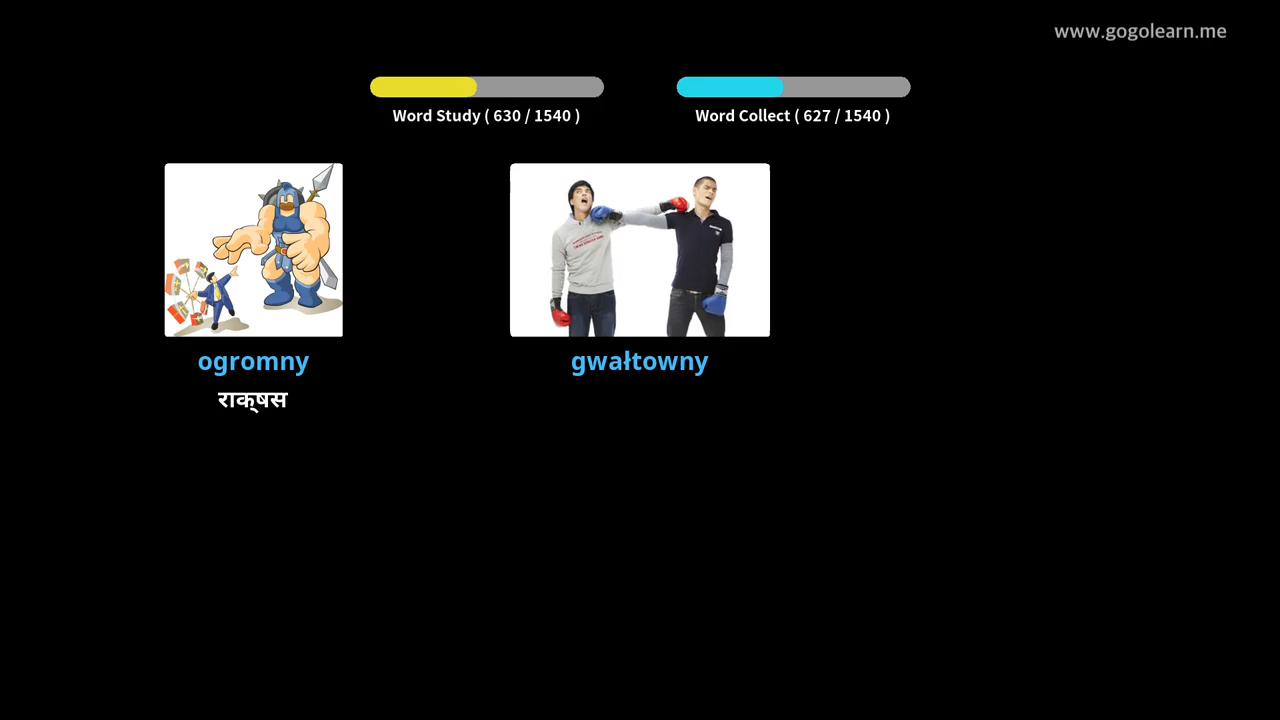 www.gogolearn.me
Word Study ( 630 / 1540 )
Word Collect ( 627 / 1540 )
ogromny
gwałtowny
राक्षस